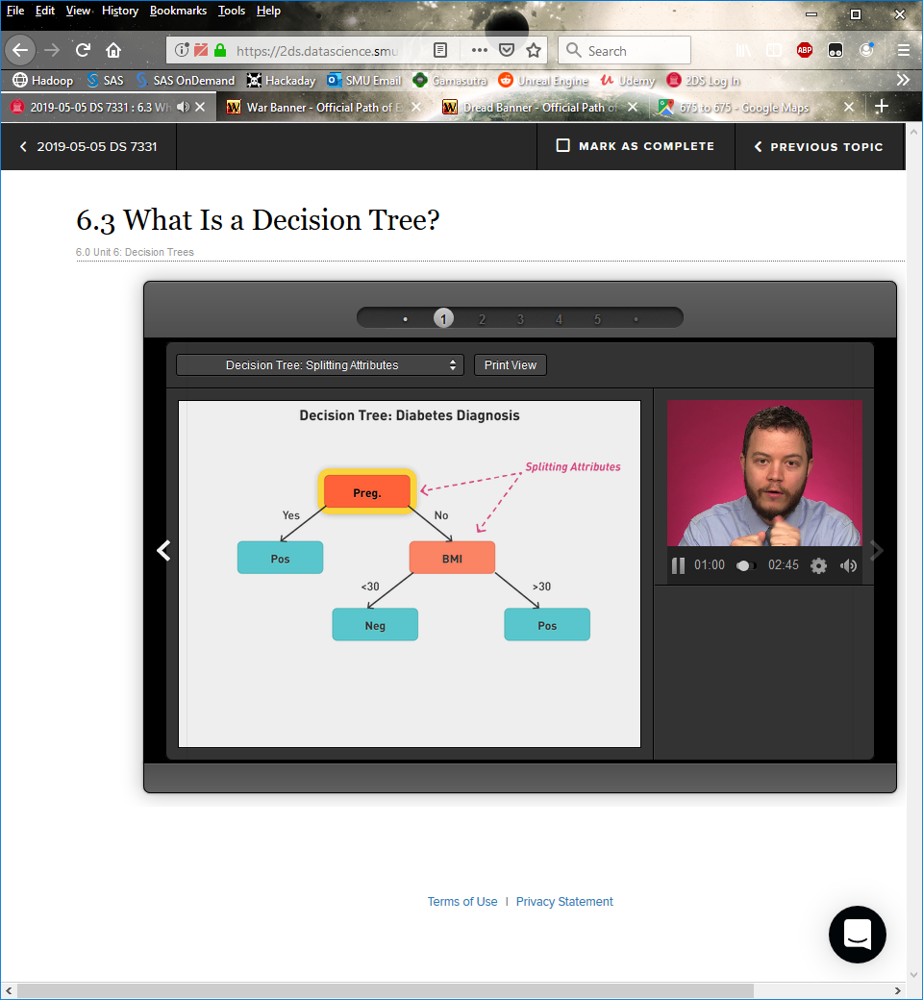 File Edit View History Bookmarks Tools Help
https://2ds.datascience.smu
Search
ABP
Hadoop SAS SAS OnDemand Hackaday SMU Email Gamasutra Unreal Engine Udemy 2DS Log In
2019-05-05 DS 7331 : 6.3 Wh War Banner - Official Path of E Dread Banner - Official Path of 675 to 675 - Google Maps
2019-05-05 DS 7331 MARK AS COMPLETE PREVIOUS TOPIC
6.3 What Is a Decision Tree?
6.0 Unit 6: Decision Trees
1 2 3 4 5
Decision Tree: Splitting Attributes Print View
Decision Tree: Diabetes Diagnosis
Splitting Attributes
Preg.
Yes No
Pos BMI
<30 >30
Neg Pos
01:00 02:45
Terms of Use | Privacy Statement